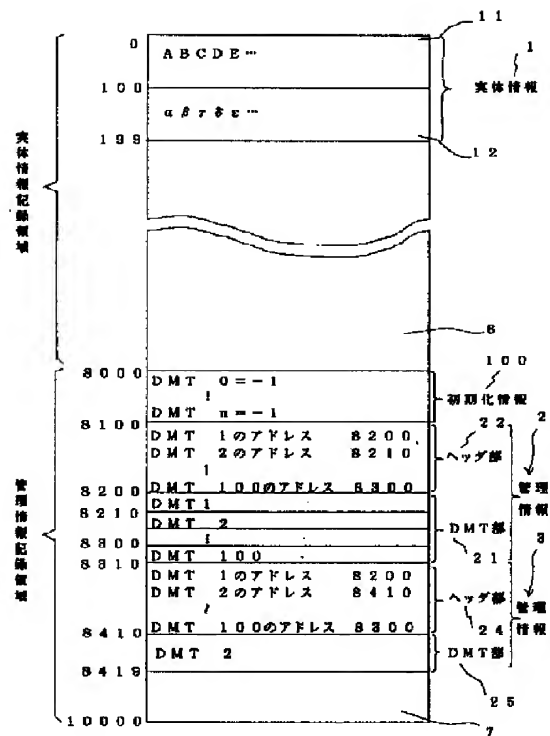 11
0
ABCDE…
1
100
実体情報
αβγδε…
199
12
実体情報記録領域
6
8000
100
DMT 0=-1
初期化情報
DMT n=-1
8100
22
2
DMT 1のアドレス 8200
ヘッダ部
DMT 2のアドレス 8210
管理情報
DMT 100のアドレス 8300
8200
DMT 1
8210
DMT 2
DMT部
8300
DMT 100
21
3
8310
DMT 1のアドレス 8200
DMT 2のアドレス 8410
ヘッダ部
管理情報
DMT 100のアドレス 8300
24
8410
DMT 2
DMT部
8419
25
管理情報記録領域
10000
7